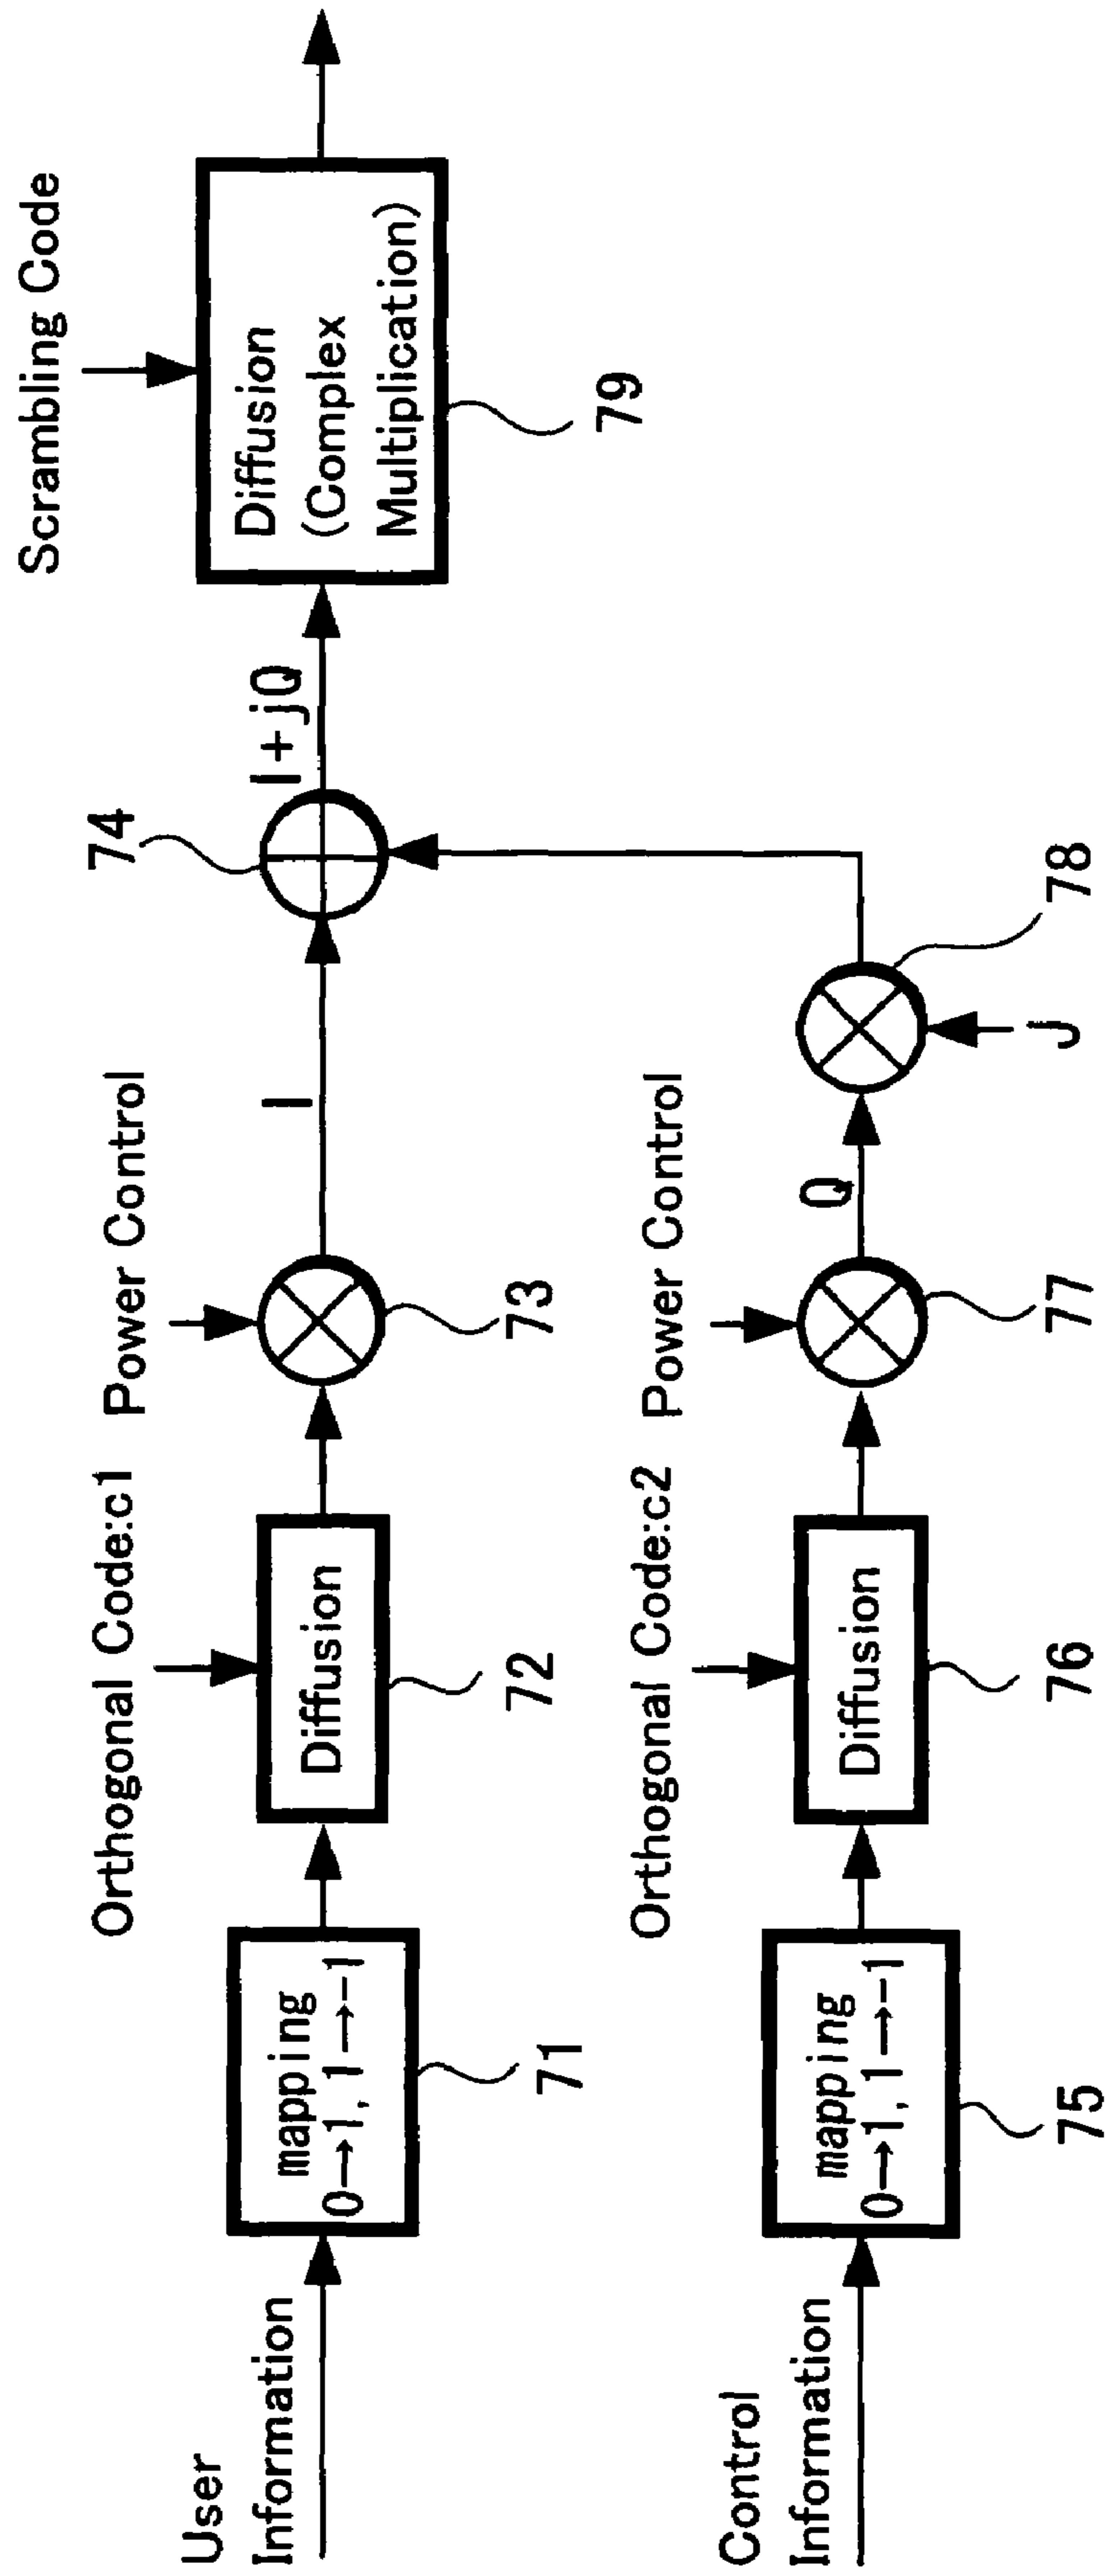 User
Information
mapping
0→1, 1→-1
71
Orthogonal Code:c1
Diffusion
72
Power Control
73
I
74
I+jQ
Scrambling Code
Diffusion
(Complex
Multiplication)
79
Control
Information
mapping
0→1, 1→-1
75
Orthogonal Code:c2
Diffusion
76
Power Control
77
Q
J
78